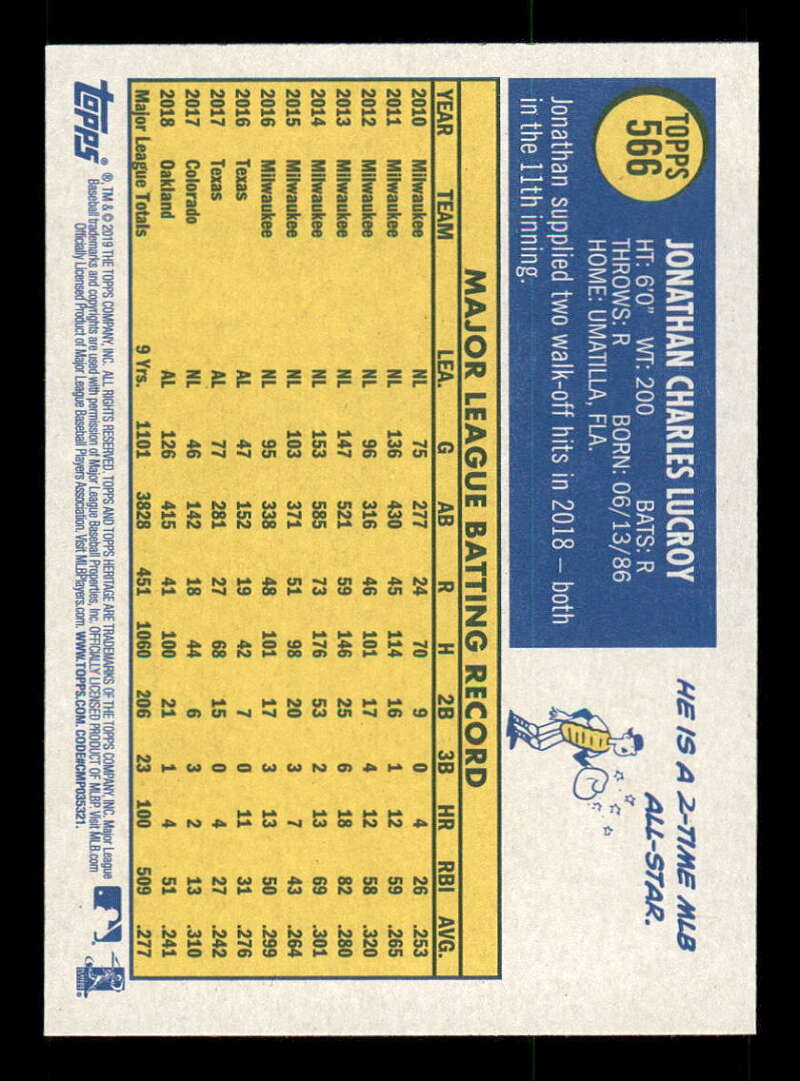 TOPPS
566
JONATHAN CHARLES LUCROY
HT: 6'0" WT: 200 BATS: R
THROWS: R BORN: 06/13/86
HOME: UMATILLA, FLA.
Jonathan supplied two walk-off hits in 2018 – both
in the 11th inning.
HE IS A 2-TIME MLB
ALL-STAR.
MAJOR LEAGUE BATTING RECORD
YEAR TEAM LEA. G AB R H 2B 3B HR RBI AVG.
2010 Milwaukee NL 75 277 24 70 9 0 4 26 .253
2011 Milwaukee NL 136 430 45 114 16 1 12 59 .265
2012 Milwaukee NL 96 316 46 101 17 4 12 58 .320
2013 Milwaukee NL 147 521 59 146 25 6 18 82 .280
2014 Milwaukee NL 153 585 73 176 53 2 13 69 .301
2015 Milwaukee NL 103 371 51 98 20 3 7 43 .264
2016 Milwaukee NL 95 338 48 101 17 3 13 50 .299
2016 Texas AL 47 152 19 42 7 0 11 31 .276
2017 Texas AL 77 281 27 68 15 0 4 27 .242
2017 Colorado NL 46 142 18 44 6 3 2 13 .310
2018 Oakland AL 126 415 41 100 21 1 4 51 .241
Major League Totals 9 Yrs. 1101 3828 451 1060 206 23 100 509 .277
topps®
®, TM & © 2019 THE TOPPS COMPANY, INC. ALL RIGHTS RESERVED. TOPPS AND TOPPS HERITAGE ARE TRADEMARKS OF THE TOPPS COMPANY, INC. Major League
Baseball trademarks and copyrights are used with permission of Major League Baseball Properties, Inc. OFFICIALLY LICENSED PRODUCT OF MLBP. Visit MLB.com
Officially Licensed Product of Major League Baseball Players Association. Visit MLBPlayers.com. WWW.TOPPS.COM. CODE#CMP035321.